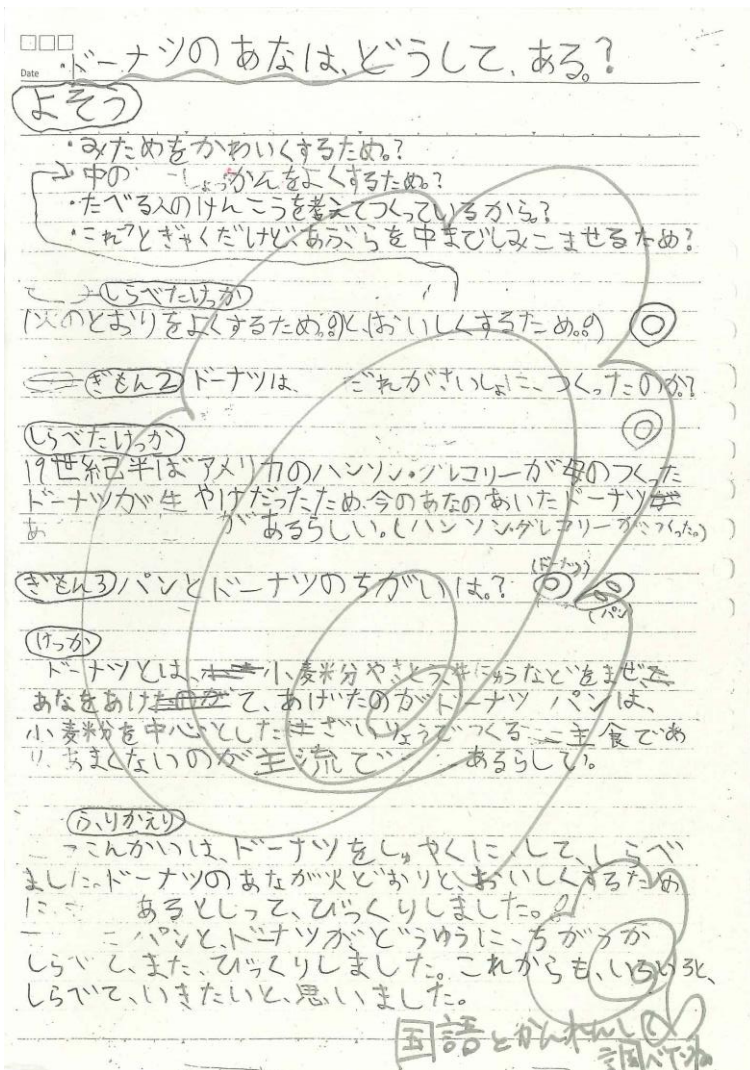 Date
・ドーナツのあなは、どうして、ある。?
よそう
・みためをかわいくするため。?
中の しょっかんをよくするため。?
・たべる人のけんこうを考えてつくっているから。?
・これとぎゃくだけど、あぶらを中までしみこませるため?
しらべたけっか
(火のとおりをよくするため。)と、(おいしくするため。)
ぎもん2 ドーナツは、 だれがさいしょに、つくったのか?
しらべたけっか
19世紀半ばアメリカのハンソン・グレゴリーが母のつくった
ドーナツが生やけだったため、今のあなのあいたドーナツが
あ があるらしい。(ハンソン・グレゴリーがつくった。)
ぎもん3 パンとドーナツのちがいは。?
(ドーナツ)
(パン)
けっか
ドーナツとは、小麦米分やさとう、牛にゅうなどをまぜ、
あなをあけて、あげたのがドーナツ パンは、
小麦粉を中心としたきざいりょうでつくる 主食であ
り、あまくないのが主流で あるらしい。
ふりかえり
こんかいは、ドーナツをしゅやくに、して、しらべ
ました。ドーナツのあなが火どおりと、おいしくするため
に あるとしって、びっくりしました。
パンと、ドーナツが、どうゆうに、ちがうか
しらべて、また、びっくりしました。これからも、いろいろと、
しらべて、いきたいと、思いました。
国語とかんれんして
調べてね